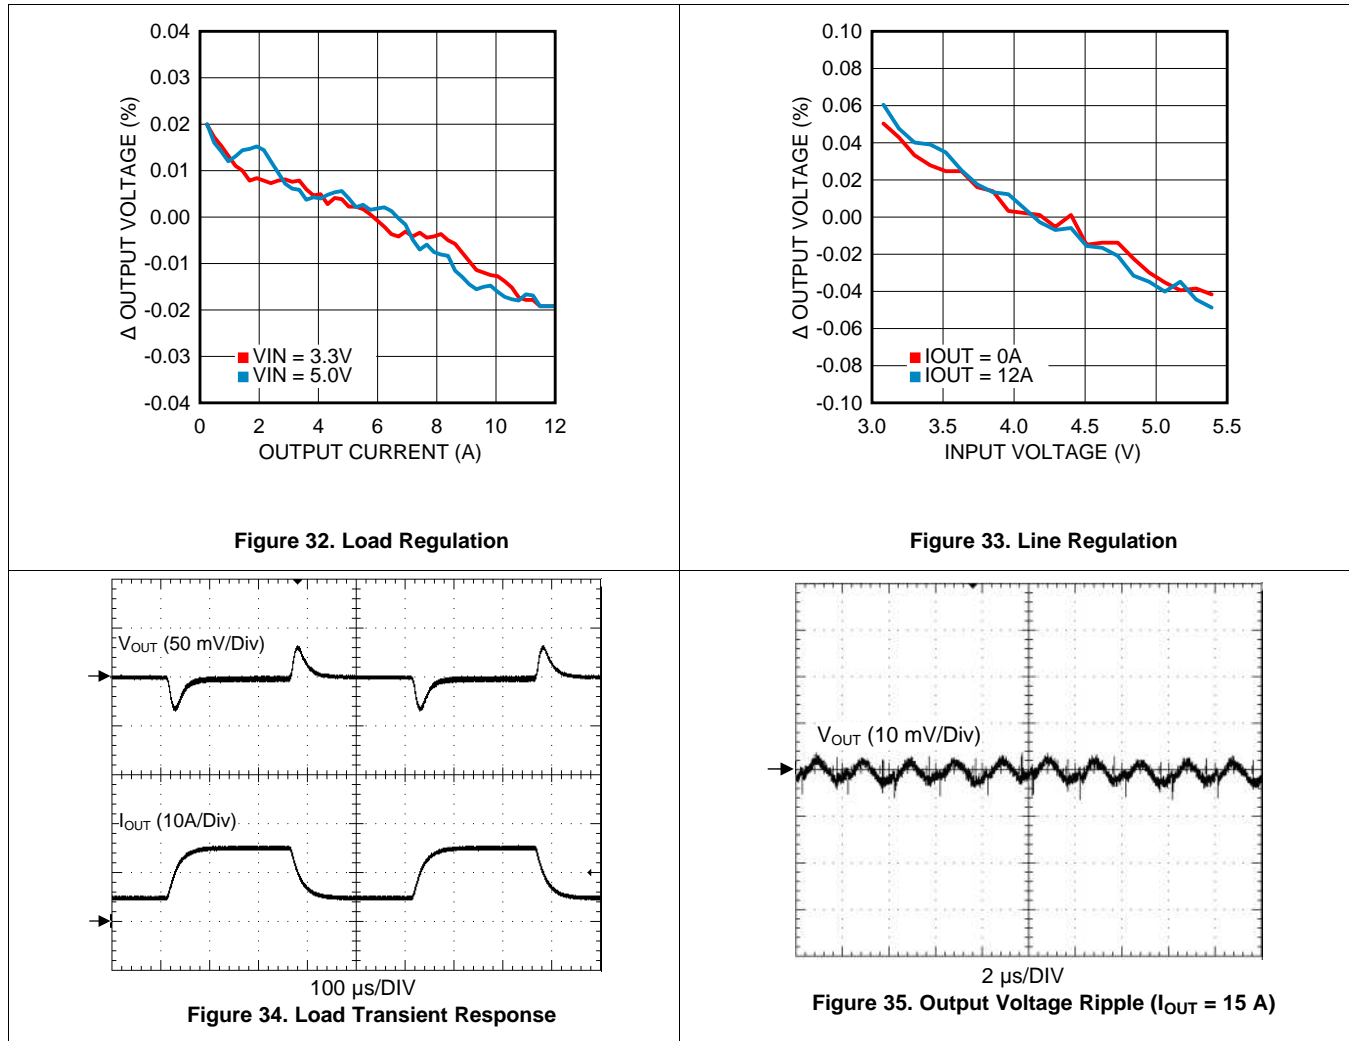 0.04
0.03
0.02
0.01
0.00
-0.01
-0.02
-0.03
-0.04
Δ OUTPUT VOLTAGE (%)
VIN = 3.3V
VIN = 5.0V
0 2 4 6 8 10 12
OUTPUT CURRENT (A)
Figure 32. Load Regulation
0.10
0.08
0.06
0.04
0.02
0.00
-0.02
-0.04
-0.06
-0.08
-0.10
Δ OUTPUT VOLTAGE (%)
IOUT = 0A
IOUT = 12A
3.0 3.5 4.0 4.5 5.0 5.5
INPUT VOLTAGE (V)
Figure 33. Line Regulation
VOUT (50 mV/Div)
IOUT (10A/Div)
100 µs/DIV
Figure 34. Load Transient Response
VOUT (10 mV/Div)
2 µs/DIV
Figure 35. Output Voltage Ripple (IOUT = 15 A)